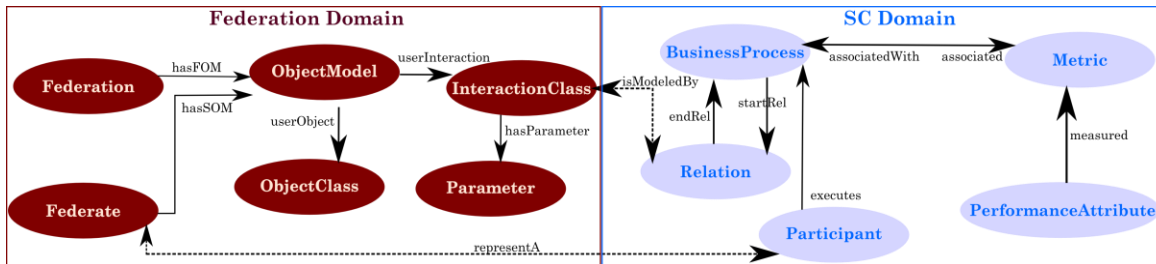 Federation Domain
SC Domain
hasFOM
ObjectModel
userInteraction
BusinessProcess
associatedWith
associated
Metric
Federation
InteractionClass
isModeledBy
hasSOM
userObject
hasParameter
endRel
startRel
measured
ObjectClass
Parameter
Relation
Federate
executes
PerformanceAttribute
representA
Participant